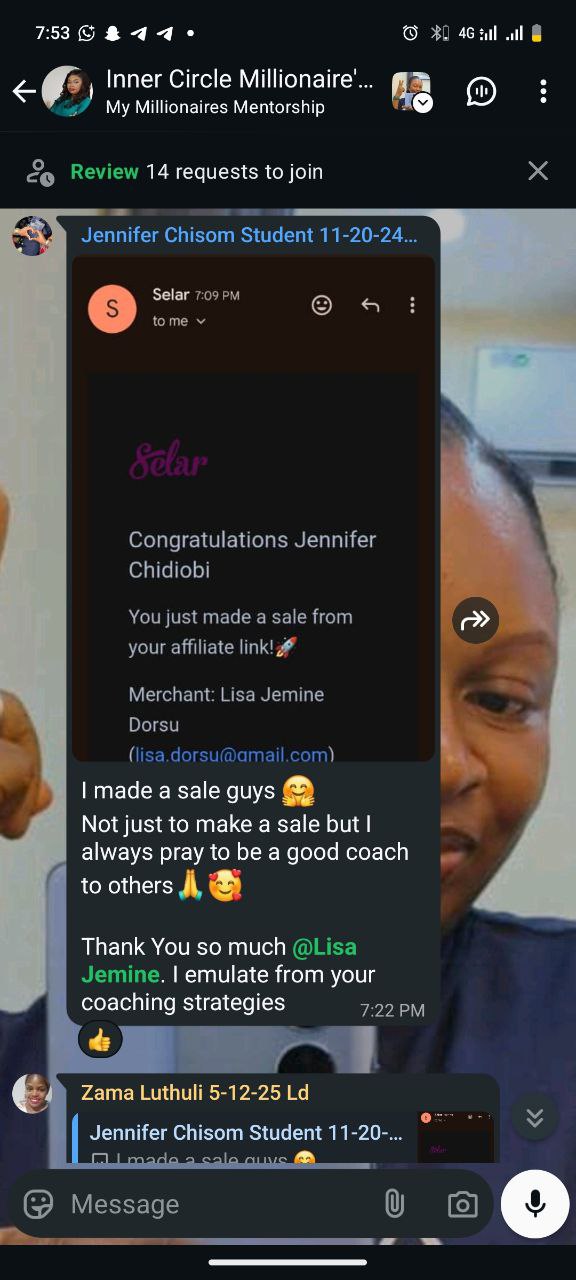 7:53
4G
Inner Circle Millionaire'...
My Millionaires Mentorship
Review 14 requests to join
Jennifer Chisom Student 11-20-24...
S
Selar 7:09 PM
to me
Selar
Congratulations Jennifer
Chidiobi
You just made a sale from
your affiliate link!🚀
Merchant: Lisa Jemine
Dorsu
(lisa.dorsu@gmail.com)
I made a sale guys 🤗
Not just to make a sale but I
always pray to be a good coach
to others🙏🥰
Thank You so much @Lisa
Jemine. I emulate from your
coaching strategies
7:22 PM
👍
Zama Luthuli 5-12-25 Ld
Jennifer Chisom Student 11-20-...
I made a sale guys 🤗
Message